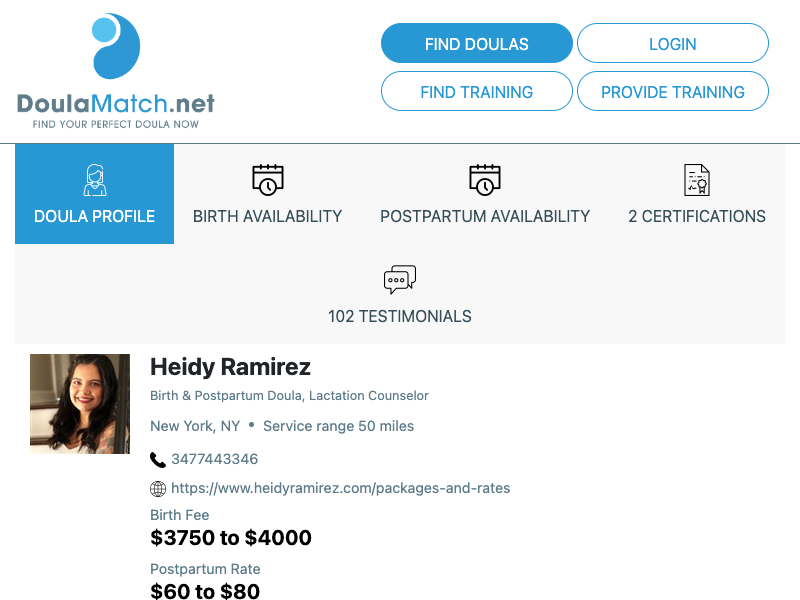 FIND DOULAS
LOGIN
FIND TRAINING
PROVIDE TRAINING
DoulaMatch.net
FIND YOUR PERFECT DOULA NOW
DOULA PROFILE
BIRTH AVAILABILITY
POSTPARTUM AVAILABILITY
2 CERTIFICATIONS
102 TESTIMONIALS
Heidy Ramirez
Birth & Postpartum Doula, Lactation Counselor
New York, NY • Service range 50 miles
3477443346
https://www.heidyramirez.com/packages-and-rates
Birth Fee
$3750 to $4000
Postpartum Rate
$60 to $80